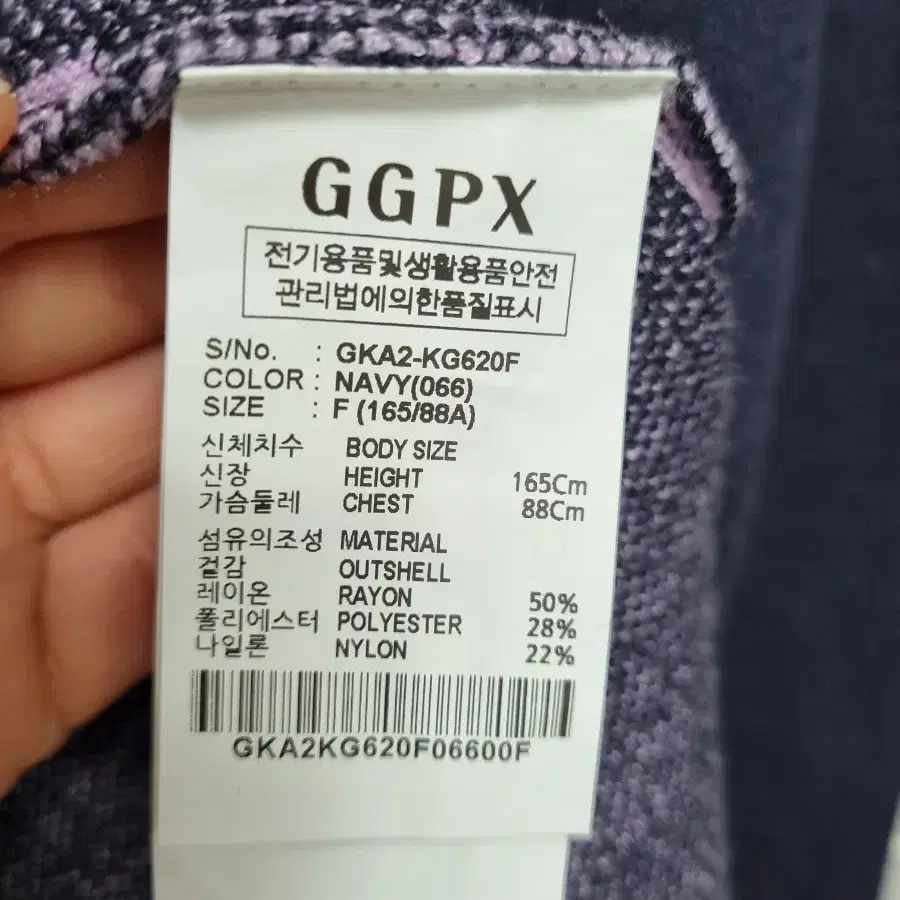 GGPX
전기용품및생활용품안전
관리법에의한품질표시
S/No. : GKA2-KG620F
COLOR : NAVY(066)
SIZE : F (165/88A)
신체치수 BODY SIZE
신장 HEIGHT 165Cm
가슴둘레 CHEST 88Cm
섬유의조성 MATERIAL
겉감 OUTSHELL
레이온 RAYON 50%
폴리에스터 POLYESTER 28%
나일론 NYLON 22%
GKA2KG620F06600F